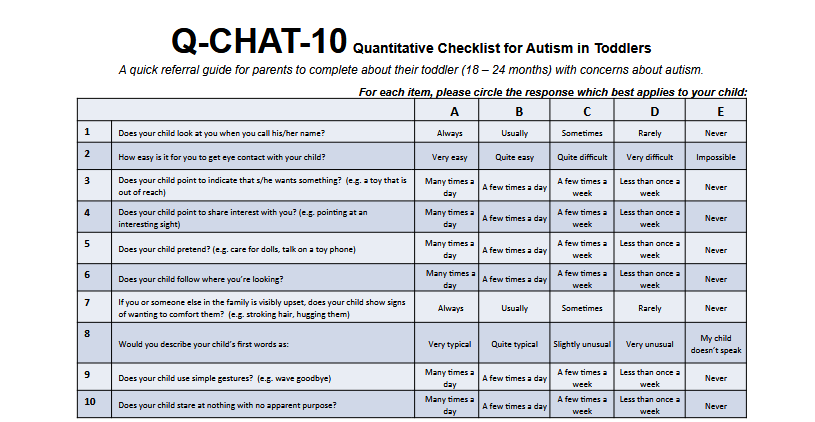 Q-CHAT-10 Quantitative Checklist for Autism in Toddlers
A quick referral guide for parents to complete about their toddler (18 – 24 months) with concerns about autism.
For each item, please circle the response which best applies to your child:
A B C D E
1 Does your child look at you when you call his/her name? Always Usually Sometimes Rarely Never
2 How easy is it for you to get eye contact with your child? Very easy Quite easy Quite difficult Very difficult Impossible
3 Does your child point to indicate that s/he wants something? (e.g. a toy that is
out of reach)
Many times a
day
A few times a day
A few times a
week
Less than once a
week
Never
4 Does your child point to share interest with you? (e.g. pointing at an
interesting sight)
Many times a
day
A few times a day
A few times a
week
Less than once a
week
Never
5 Does your child pretend? (e.g. care for dolls, talk on a toy phone)
Many times a
day
A few times a day
A few times a
week
Less than once a
week
Never
6 Does your child follow where you're looking?
Many times a
day
A few times a day
A few times a
week
Less than once a
week
Never
7 If you or someone else in the family is visibly upset, does your child show signs
of wanting to comfort them? (e.g. stroking hair, hugging them)
Always Usually Sometimes Rarely Never
8 Would you describe your child's first words as: Very typical Quite typical Slightly unusual Very unusual
My child
doesn't speak
9 Does your child use simple gestures? (e.g. wave goodbye)
Many times a
day
A few times a day
A few times a
week
Less than once a
week
Never
10 Does your child stare at nothing with no apparent purpose?
Many times a
day
A few times a day
A few times a
week
Less than once a
week
Never